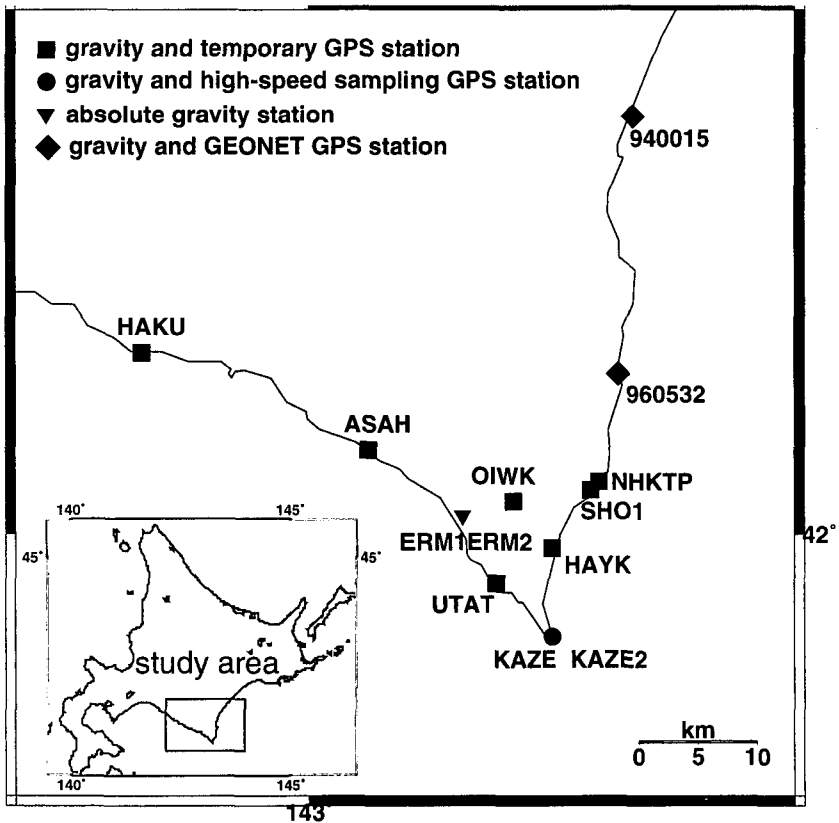 gravity and temporary GPS station
gravity and high-speed sampling GPS station
absolute gravity station
gravity and GEONET GPS station
940015
HAKU
960532
ASAH
OIWK
NHKTP
SHO1
140°
145°
42°
ERM1ERM2
45°
45°
HAYK
UTAT
KAZE KAZE2
study area
km
0 5 10
140°
145°
143°